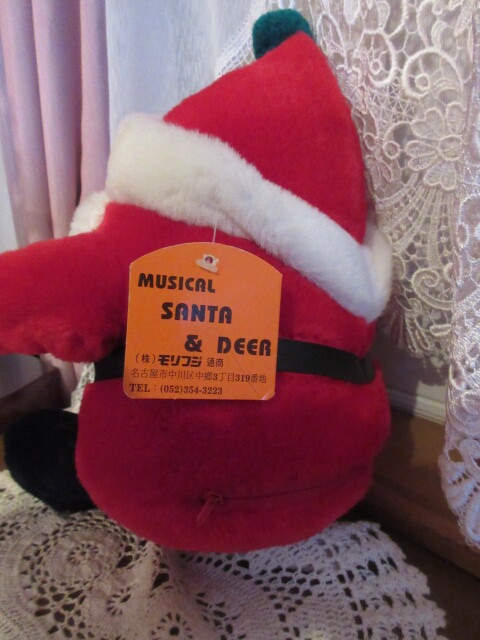 MUSICAL
SANTA
& DEER
(株)モリフジ 通商
名古屋市中川区中郷3丁目319番地
TEL:(052)354-3223